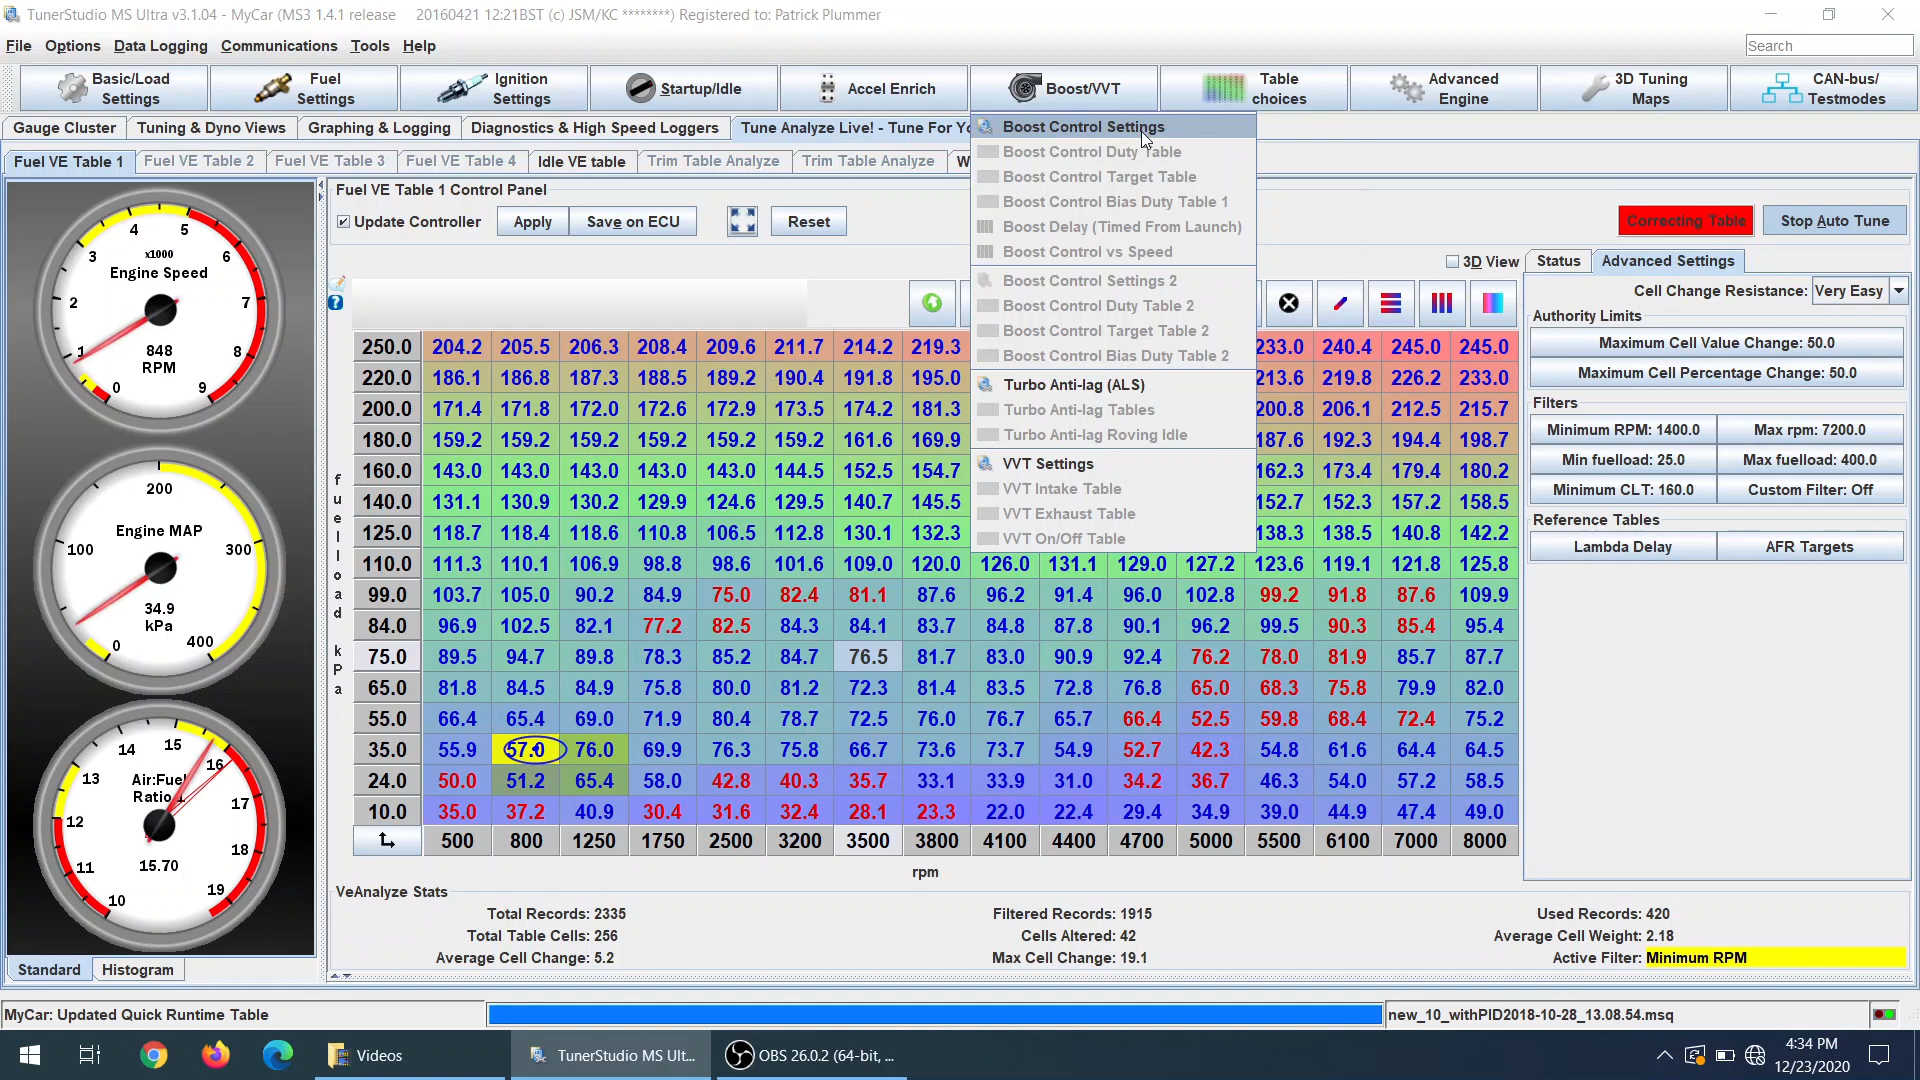 TunerStudio MS Ultra v3.1.04 - MyCar (MS3 1.4.1 release 20160421 12:21BST (c) JSM/KC ********) Registered to: Patrick Plummer
File Options Data Logging Communications Tools Help
Search
Basic/Load Settings
Fuel Settings
Ignition Settings
Startup/Idle
Accel Enrich
Boost/VVT
Table choices
Advanced Engine
3D Tuning Maps
CAN-bus/ Testmodes
Gauge Cluster Tuning & Dyno Views Graphing & Logging Diagnostics & High Speed Loggers Tune Analyze Live! - Tune For Yo
Fuel VE Table 1 Fuel VE Table 2 Fuel VE Table 3 Fuel VE Table 4 Idle VE table Trim Table Analyze Trim Table Analyze W
Boost Control Settings
Boost Control Duty Table
Boost Control Target Table
Boost Control Bias Duty Table 1
Boost Delay (Timed From Launch)
Boost Control vs Speed
Boost Control Settings 2
Boost Control Duty Table 2
Boost Control Target Table 2
Boost Control Bias Duty Table 2
Turbo Anti-lag (ALS)
Turbo Anti-lag Tables
Turbo Anti-lag Roving Idle
VVT Settings
VVT Intake Table
VVT Exhaust Table
VVT On/Off Table
0 1 2 3 4 5 6 7 8 9
x1000
Engine Speed
848
RPM
0 100 200 300 400
Engine MAP
34.9
kPa
10 11 12 13 14 15 16 17 18 19
Air:Fuel
Ratio 1
15.70
Standard Histogram
Fuel VE Table 1 Control Panel
Update Controller Apply Save on ECU Reset
Correcting Table Stop Auto Tune
3D View
fuelload kPa
250.0 204.2 205.5 206.3 208.4 209.6 211.7 214.2 219.3 233.0 240.4 245.0 245.0
220.0 186.1 186.8 187.3 188.5 189.2 190.4 191.8 195.0 213.6 219.8 226.2 233.0
200.0 171.4 171.8 172.0 172.6 172.9 173.5 174.2 181.3 200.8 206.1 212.5 215.7
180.0 159.2 159.2 159.2 159.2 159.2 159.2 161.6 169.9 187.6 192.3 194.4 198.7
160.0 143.0 143.0 143.0 143.0 143.0 144.5 152.5 154.7 162.3 173.4 179.4 180.2
140.0 131.1 130.9 130.2 129.9 124.6 129.5 140.7 145.5 152.7 152.3 157.2 158.5
125.0 118.7 118.4 118.6 110.8 106.5 112.8 130.1 132.3 138.3 138.5 140.8 142.2
110.0 111.3 110.1 106.9 98.8 98.6 101.6 109.0 120.0 126.0 131.1 129.0 127.2 123.6 119.1 121.8 125.8
99.0 103.7 105.0 90.2 84.9 75.0 82.4 81.1 87.6 96.2 91.4 96.0 102.8 99.2 91.8 87.6 109.9
84.0 96.9 102.5 82.1 77.2 82.5 84.3 84.1 83.7 84.8 87.8 90.1 96.2 99.5 90.3 85.4 95.4
75.0 89.5 94.7 89.8 78.3 85.2 84.7 76.5 81.7 83.0 90.9 92.4 76.2 78.0 81.9 85.7 87.7
65.0 81.8 84.5 84.9 75.8 80.0 81.2 72.3 81.4 83.5 72.8 76.8 65.0 68.3 75.8 79.9 82.0
55.0 66.4 65.4 69.0 71.9 80.4 78.7 72.5 76.0 76.7 65.7 66.4 52.5 59.8 68.4 72.4 75.2
35.0 55.9 57.0 76.0 69.9 76.3 75.8 66.7 73.6 73.7 54.9 52.7 42.3 54.8 61.6 64.4 64.5
24.0 50.0 51.2 65.4 58.0 42.8 40.3 35.7 33.1 33.9 31.0 34.2 36.7 46.3 54.0 57.2 58.5
10.0 35.0 37.2 40.9 30.4 31.6 32.4 28.1 23.3 22.0 22.4 29.4 34.9 39.0 44.9 47.4 49.0
500 800 1250 1750 2500 3200 3500 3800 4100 4400 4700 5000 5500 6100 7000 8000
rpm
Status Advanced Settings
Cell Change Resistance: Very Easy
Authority Limits
Maximum Cell Value Change: 50.0
Maximum Cell Percentage Change: 50.0
Filters
Minimum RPM: 1400.0 Max rpm: 7200.0
Min fuelload: 25.0 Max fuelload: 400.0
Minimum CLT: 160.0 Custom Filter: Off
Reference Tables
Lambda Delay AFR Targets
VeAnalyze Stats
Total Records: 2335 Filtered Records: 1915 Used Records: 420
Total Table Cells: 256 Cells Altered: 42 Average Cell Weight: 2.18
Average Cell Change: 5.2 Max Cell Change: 19.1 Active Filter: Minimum RPM
MyCar: Updated Quick Runtime Table new_10_withPID2018-10-28_13.08.54.msq
Videos TunerStudio MS Ult... OBS 26.0.2 (64-bit, ...
4:34 PM
12/23/2020